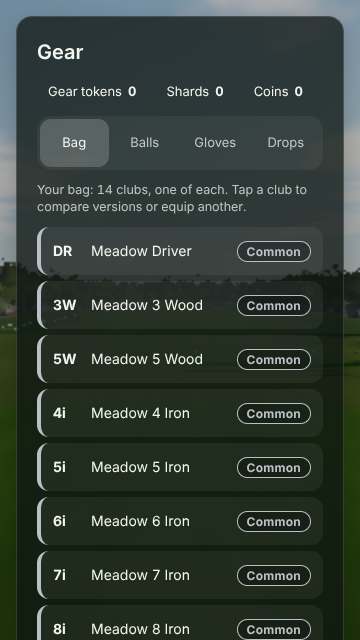 Gear
Gear tokens 0 Shards 0 Coins 0
Bag Balls Gloves Drops
Your bag: 14 clubs, one of each. Tap a club to
compare versions or equip another.
DR Meadow Driver Common
3W Meadow 3 Wood Common
5W Meadow 5 Wood Common
4i Meadow 4 Iron Common
5i Meadow 5 Iron Common
6i Meadow 6 Iron Common
7i Meadow 7 Iron Common
8i Meadow 8 Iron Common